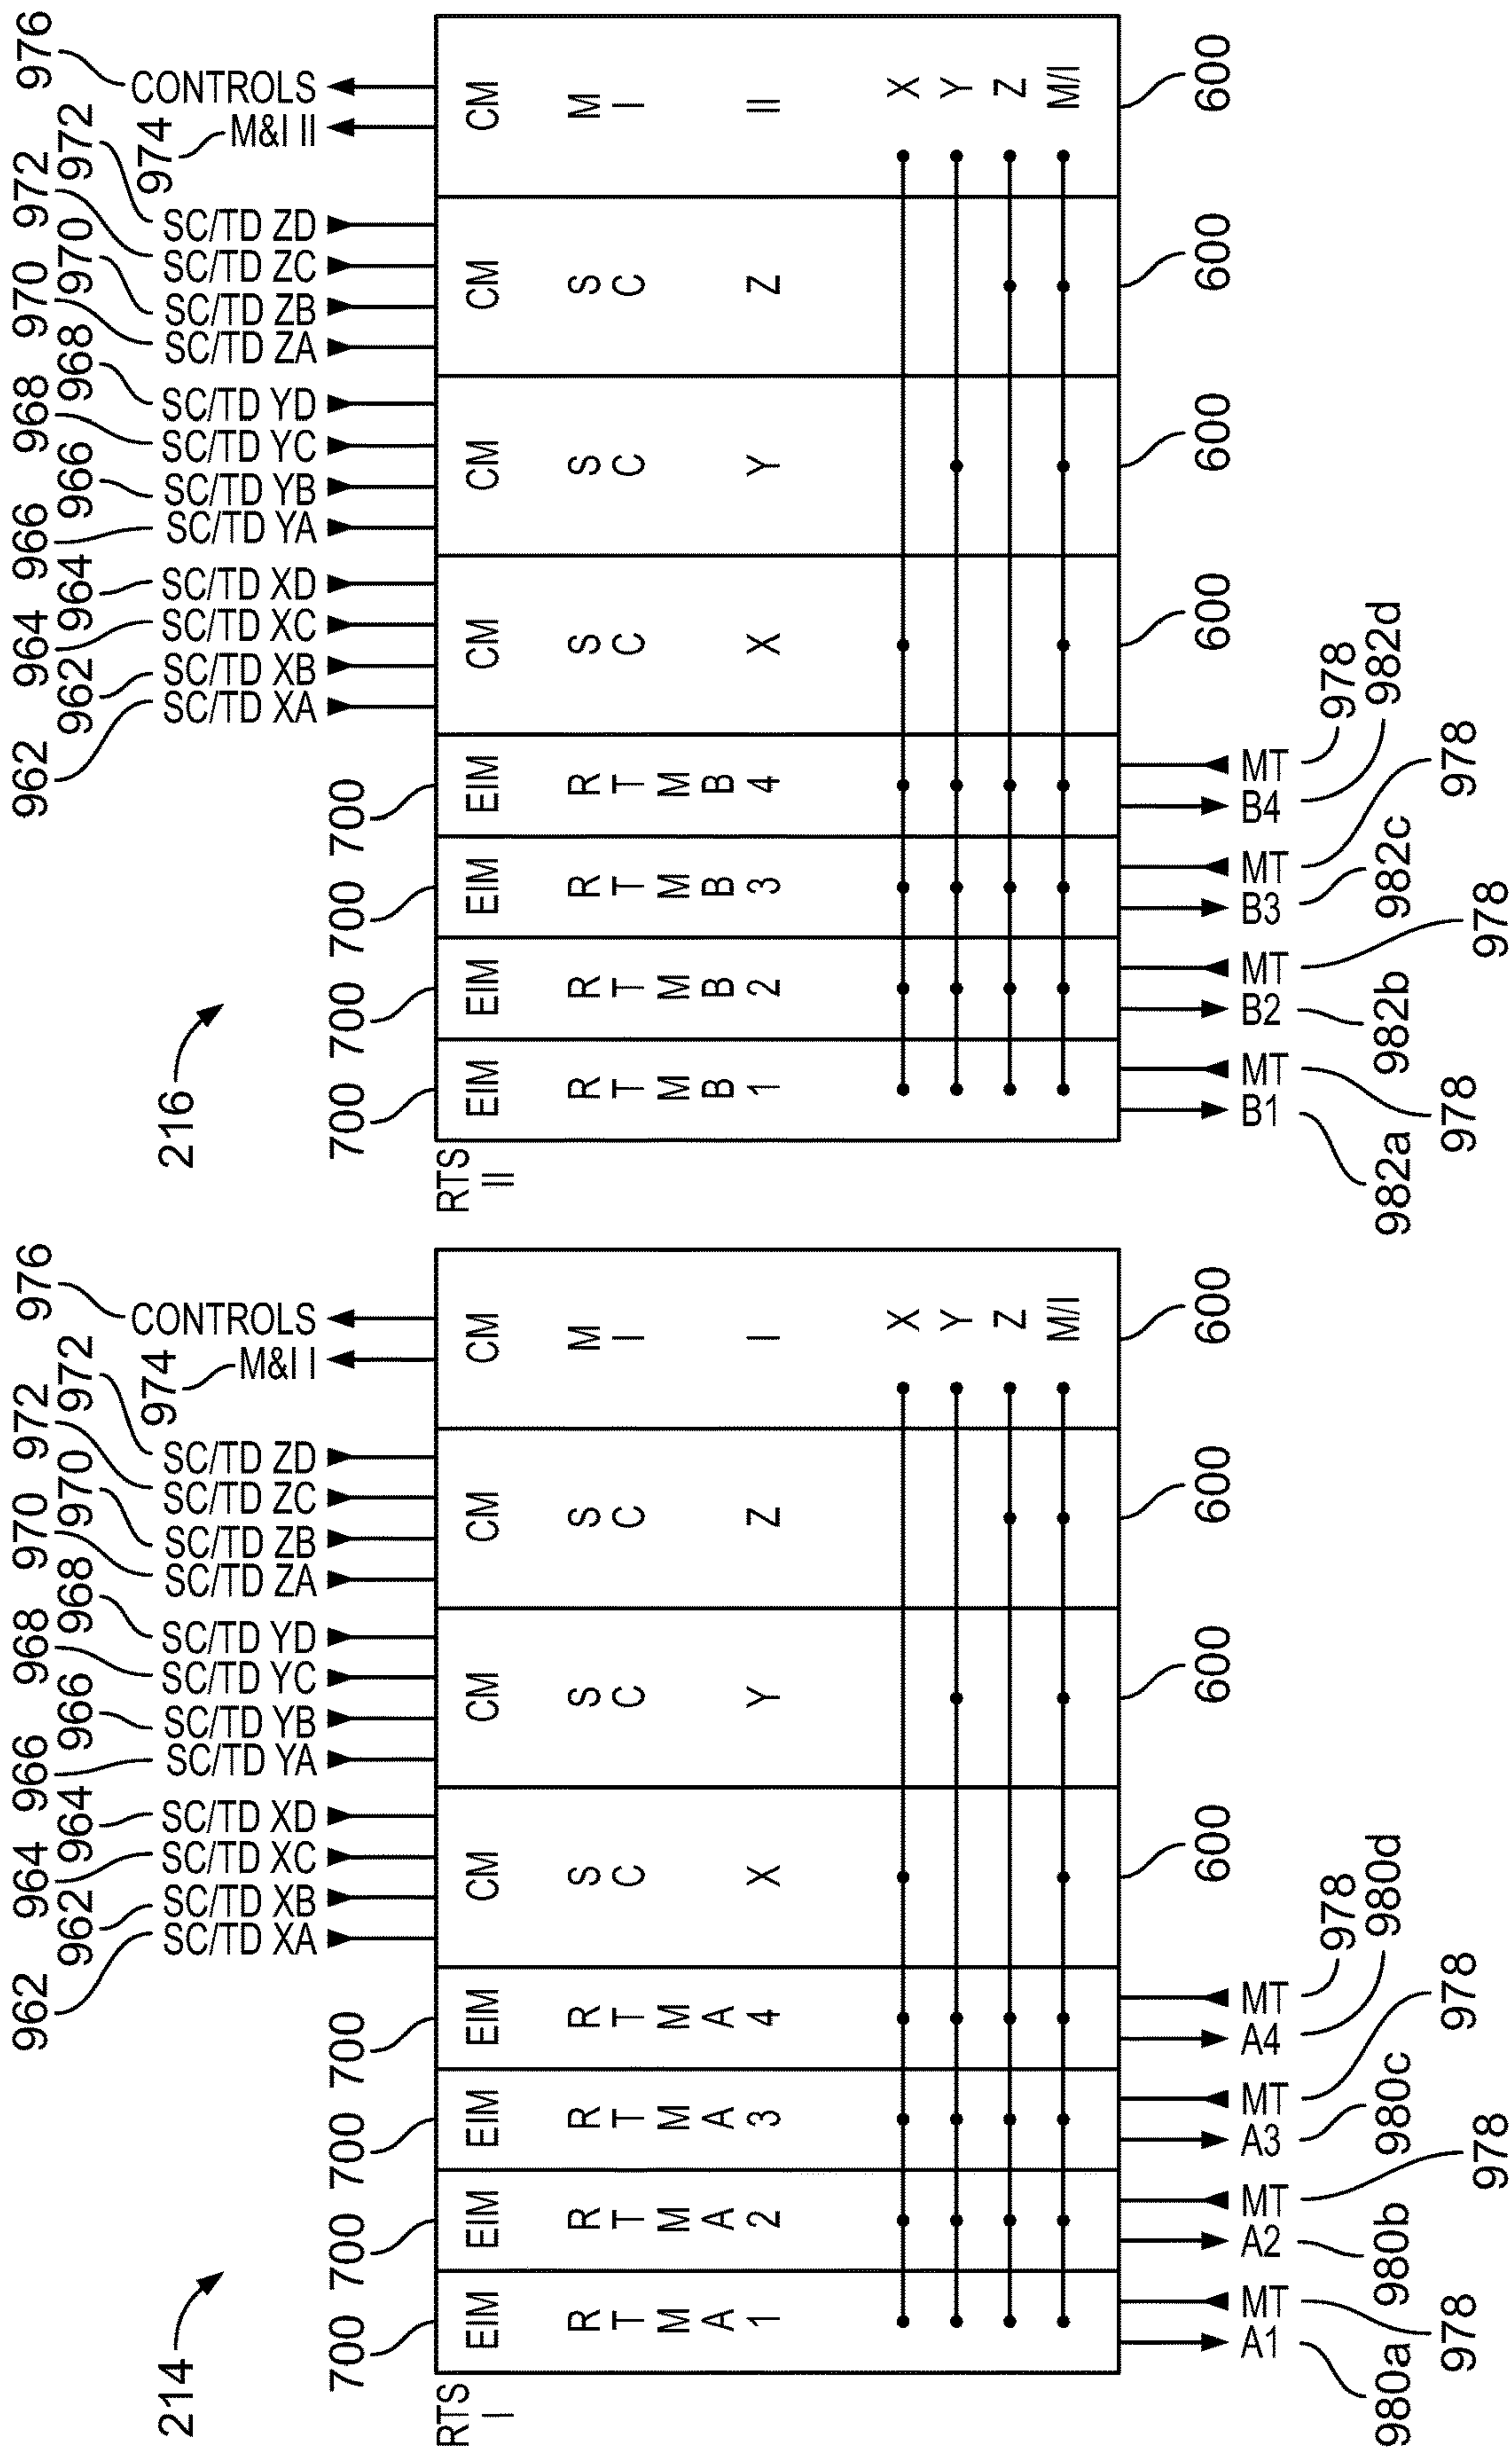 214
RTS
I
962
962
964
964
966
966
968
968
970
970
972
972
974
976
SC/TD XA
SC/TD XB
SC/TD XC
SC/TD XD
SC/TD YA
SC/TD YB
SC/TD YC
SC/TD YD
SC/TD ZA
SC/TD ZB
SC/TD ZC
SC/TD ZD
M&I I
CONTROLS
700 700 700 700
EIM EIM EIM EIM CM CM CM CM
R R R R S S S M
T T T T C C C I
M M M M
A A A A
1 2 3 4 X Y Z I
X
Y
Z
M/I
600 600 600 600
A1
MT
A2
MT
A3
MT
A4
MT
980a
978
980b
978
980c
978
980d
978
216
RTS
II
962
962
964
964
966
966
968
968
970
970
972
972
974
976
SC/TD XA
SC/TD XB
SC/TD XC
SC/TD XD
SC/TD YA
SC/TD YB
SC/TD YC
SC/TD YD
SC/TD ZA
SC/TD ZB
SC/TD ZC
SC/TD ZD
M&I II
CONTROLS
700 700 700 700
EIM EIM EIM EIM CM CM CM CM
R R R R S S S M
T T T T C C C I
M M M M
B B B B
1 2 3 4 X Y Z II
X
Y
Z
M/I
600 600 600 600
B1
MT
B2
MT
B3
MT
B4
MT
982a
978
982b
978
982c
978
982d
978